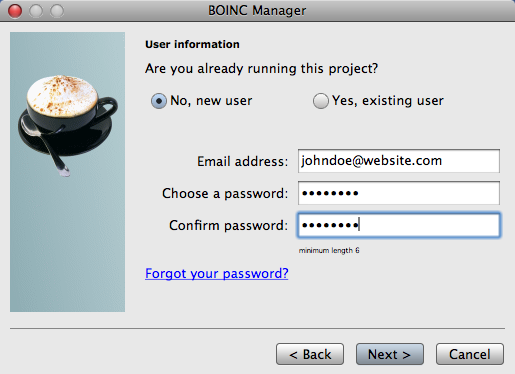 BOINC Manager
User information
Are you already running this project?
No, new user Yes, existing user
Email address: johndoe@website.com
Choose a password: ••••••••
Confirm password: ••••••••
minimum length 6
Forgot your password?
< Back Next > Cancel